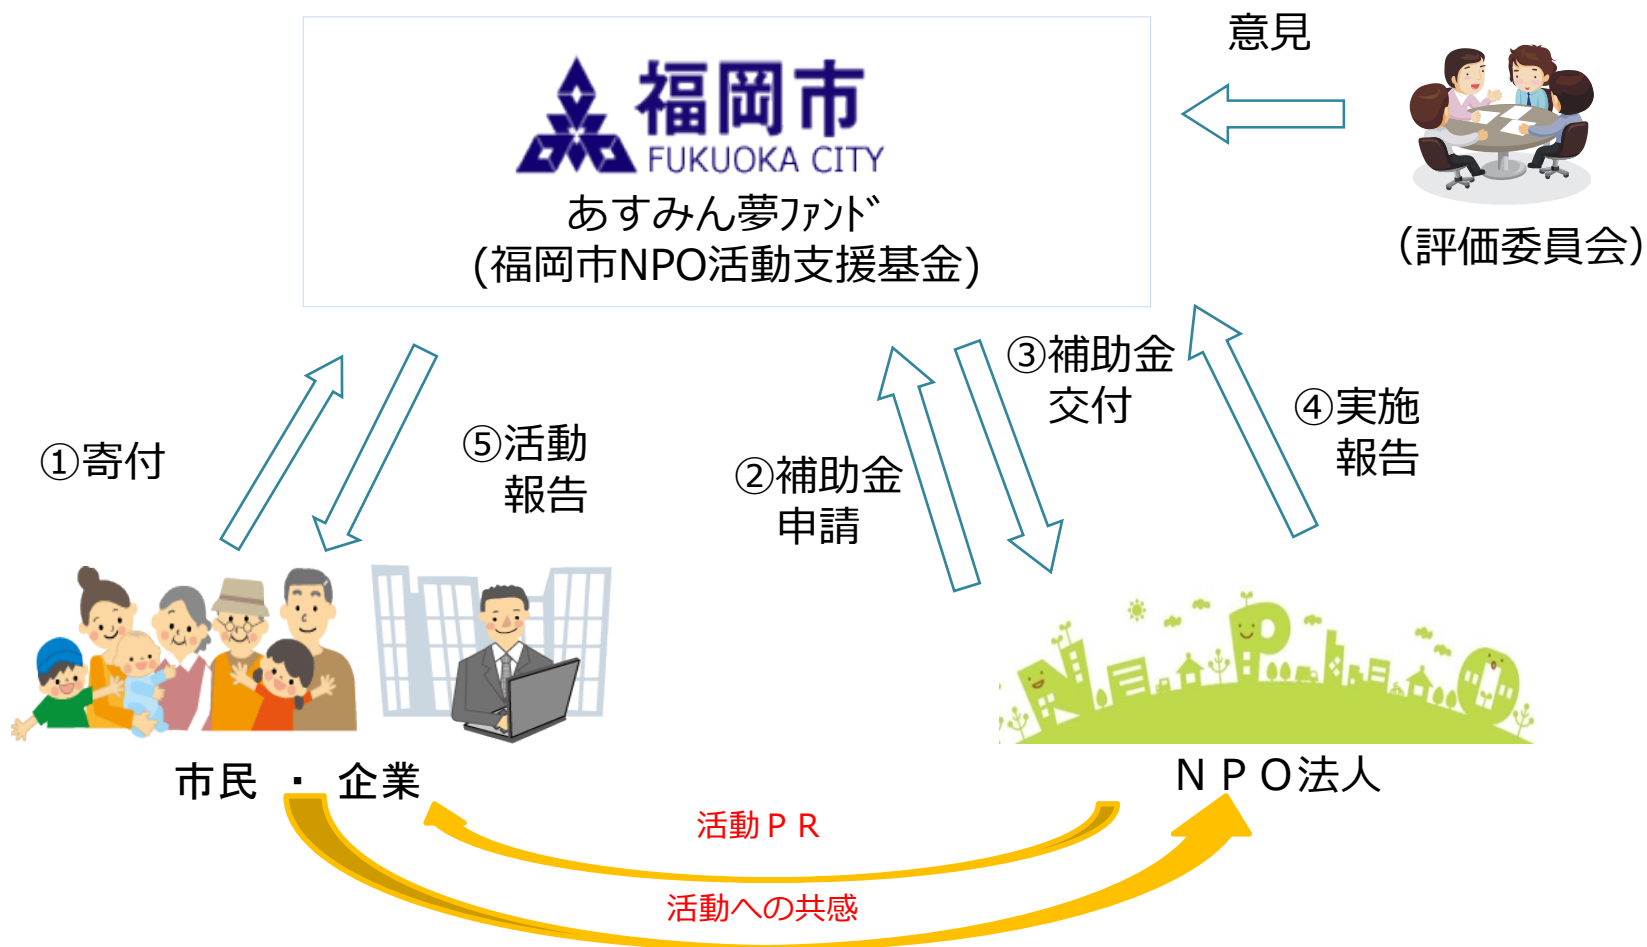 意見
福岡市
FUKUOKA CITY
あすみん夢ﾌｧﾝﾄﾞ
(福岡市NPO活動支援基金)
（評価委員会）
③補助金
交付
④実施
報告
①寄付
⑤活動
報告
②補助金
申請
NPO
市民 ・ 企業
ＮＰＯ法人
活動ＰＲ
活動への共感